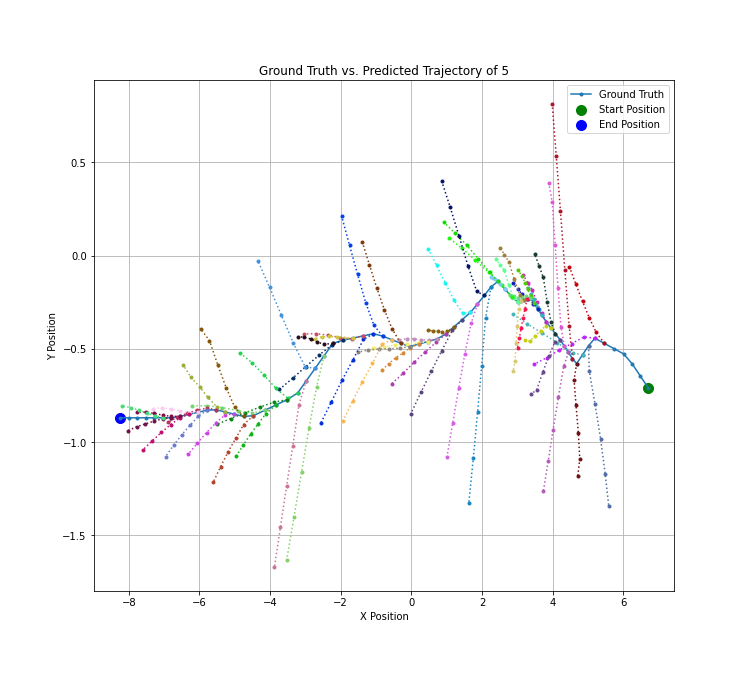 Ground Truth vs. Predicted Trajectory of 5
Ground Truth
Start Position
End Position
0.5
0.0
−0.5
−1.0
−1.5
Y Position
−8 −6 −4 −2 0 2 4 6
X Position